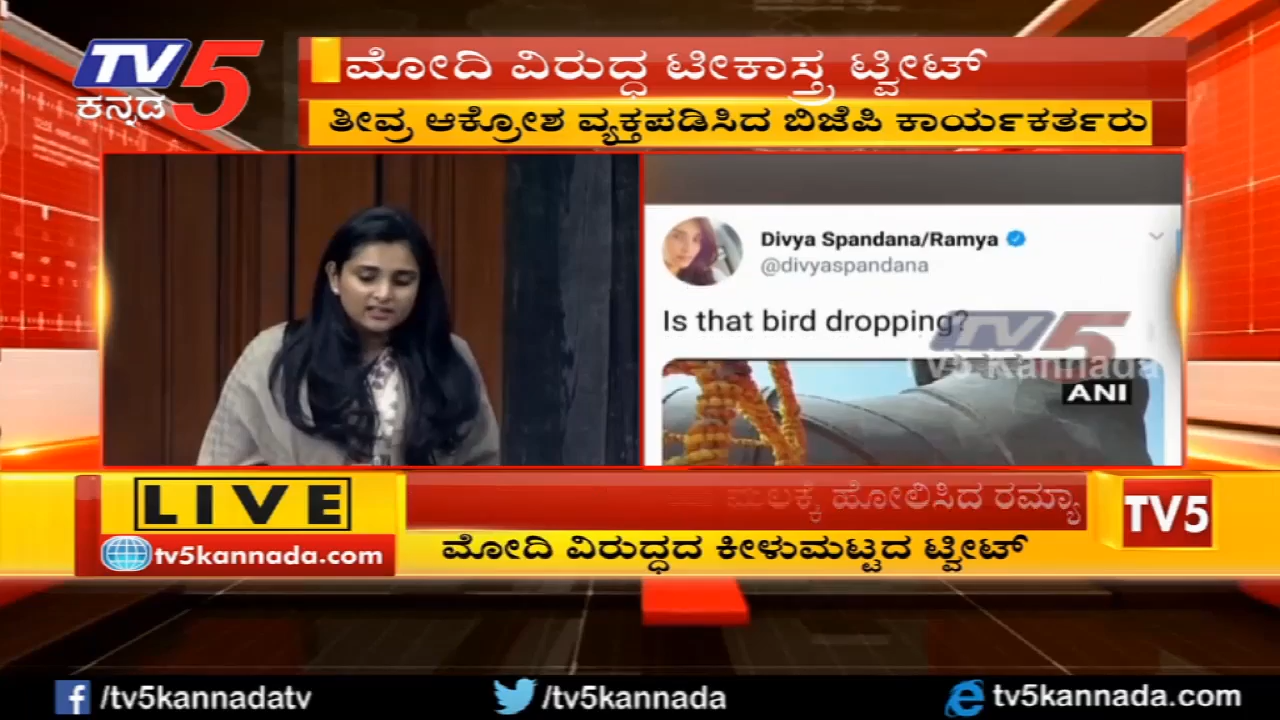 TV5
ಕನ್ನಡ
ಮೋದಿ ವಿರುದ್ಧ ಟೀಕಾಸ್ತ್ರ ಟ್ವೀಟ್
ತೀವ್ರ ಆಕ್ರೋಶ ವ್ಯಕ್ತಪಡಿಸಿದ ಬಿಜೆಪಿ ಕಾರ್ಯಕರ್ತರು
Divya Spandana/Ramya
@divyaspandana
Is that bird dropping?
TV5
TV5 Kannada
ANI
LIVE
tv5kannada.com
ಹೋಲಿಸಿದ ರಮ್ಯಾ
ಮೋದಿ ವಿರುದ್ಧದ ಕೀಳುಮಟ್ಟದ ಟ್ವೀಟ್
TV5
/tv5kannadatv
/tv5kannada
tv5kannada.com